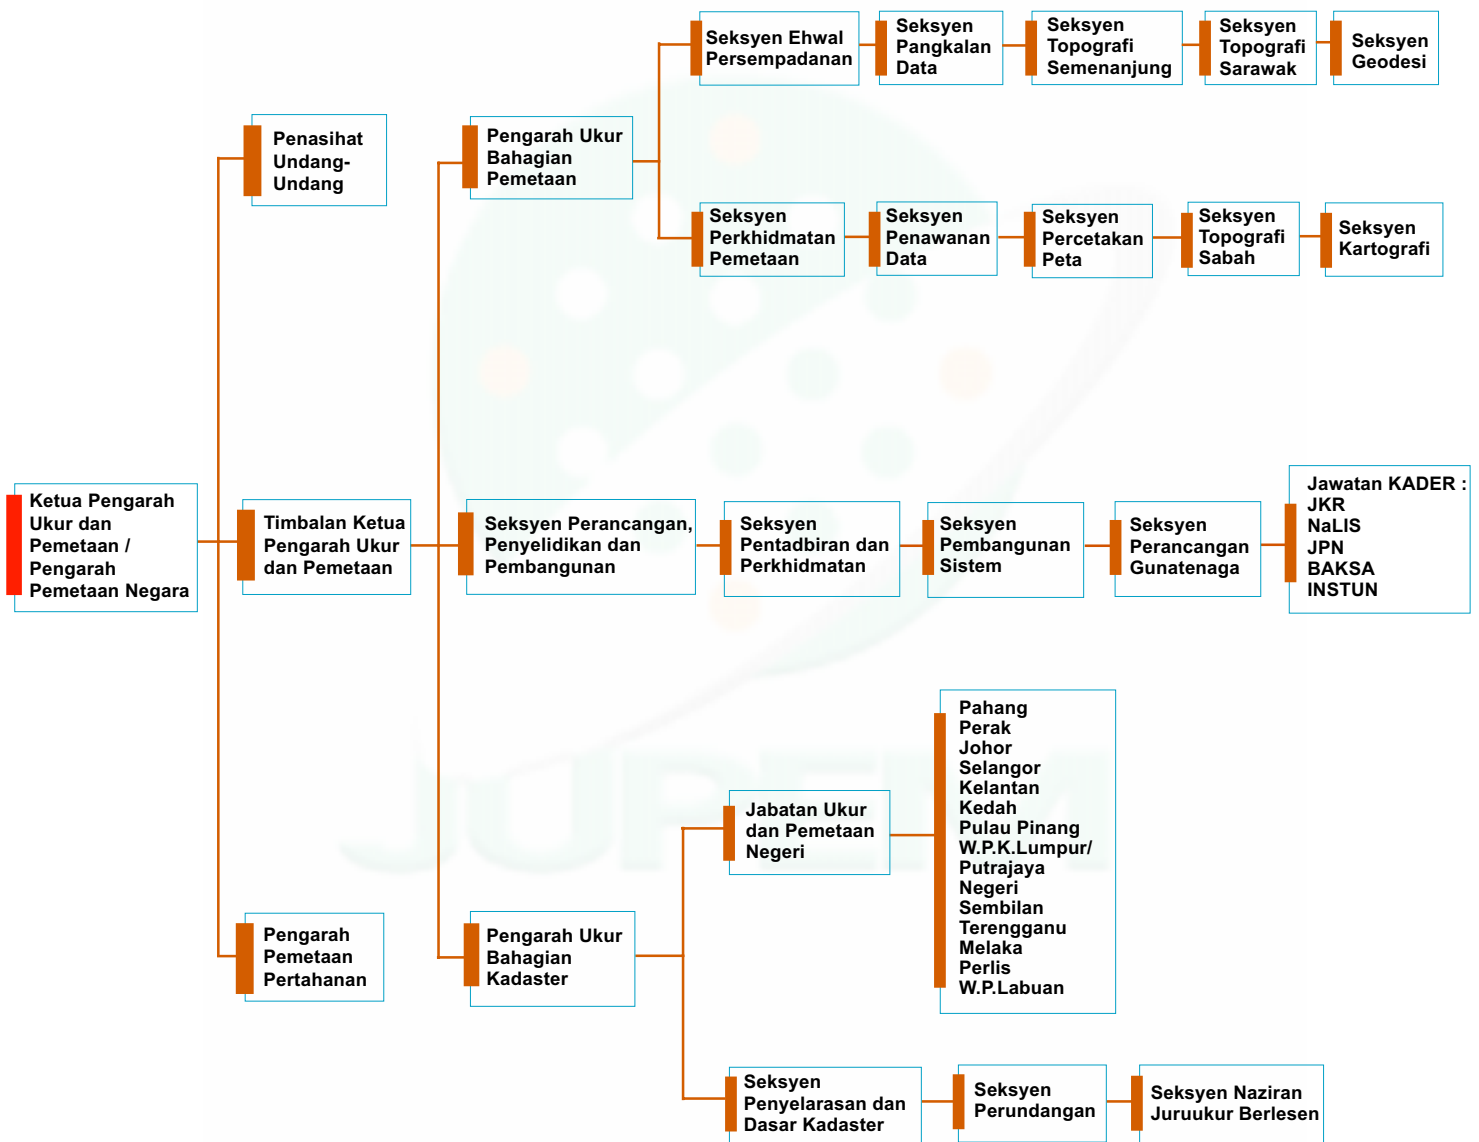 Seksyen Ehwal
Persempadanan
Seksyen
Pangkalan
Data
Seksyen
Topografi
Semenanjung
Seksyen
Topografi
Sarawak
Seksyen
Geodesi
Penasihat
Undang-
Undang
Pengarah Ukur
Bahagian
Pemetaan
Seksyen
Perkhidmatan
Pemetaan
Seksyen
Penawanan
Data
Seksyen
Percetakan
Peta
Seksyen
Topografi
Sabah
Seksyen
Kartografi
Ketua Pengarah
Ukur dan
Pemetaan /
Pengarah
Pemetaan Negara
Timbalan Ketua
Pengarah Ukur
dan Pemetaan
Seksyen Perancangan,
Penyelidikan dan
Pembangunan
Seksyen
Pentadbiran dan
Perkhidmatan
Seksyen
Pembangunan
Sistem
Seksyen
Perancangan
Gunatenaga
Jawatan KADER :
JKR
NaLIS
JPN
BAKSA
INSTUN
Jabatan Ukur
dan Pemetaan
Negeri
Pahang
Perak
Johor
Selangor
Kelantan
Kedah
Pulau Pinang
W.P.K.Lumpur/
Putrajaya
Negeri
Sembilan
Terengganu
Melaka
Perlis
W.P.Labuan
JUPEM
Pengarah
Pemetaan
Pertahanan
Pengarah Ukur
Bahagian
Kadaster
Seksyen
Penyelarasan dan
Dasar Kadaster
Seksyen
Perundangan
Seksyen Naziran
Juruukur Berlesen